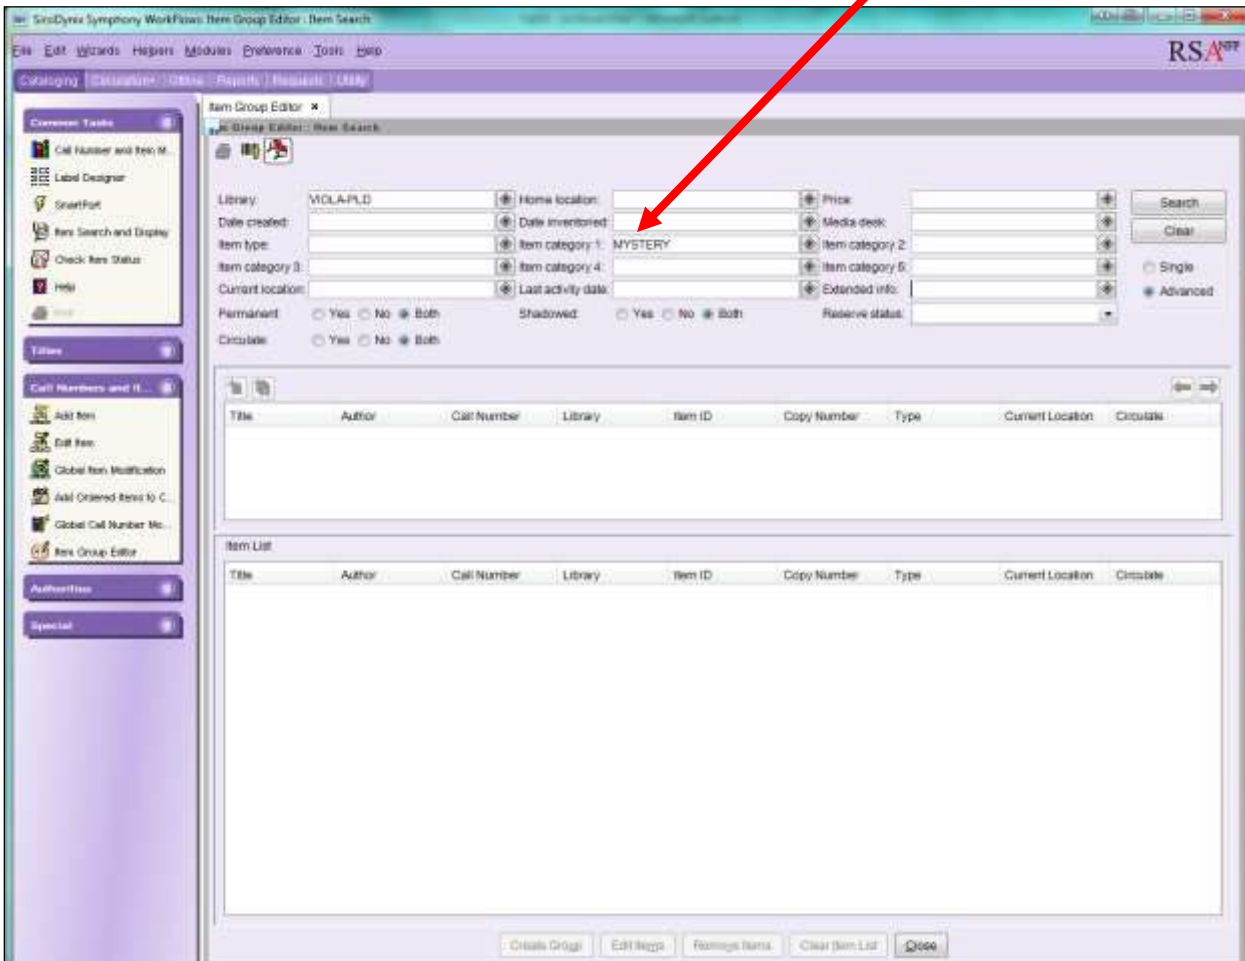 SirsiDynix Symphony WorkFlows: Item Group Editor : Item Search
File Edit Wizards Helpers Modules Preference Tools Help
RSANFP
Cataloging Circulation+ Offline Reports Requests Utility
Common Tasks
Call Number and Item M...
Label Designer
SmartPort
Item Search and Display
Check Item Status
Help
Titles
Call Numbers and It...
Add Item
Edit Item
Global Item Modification
Add Ordered Items to C...
Global Call Number Mo...
Item Group Editor
Authorities
Special
Item Group Editor
Group Editor : Item Search
Library: VIOLA-PLD Home location: Price: Search
Date created: Date inventoried: Media desk: Clear
Item type: Item category 1: MYSTERY Item category 2:
Item category 3: Item category 4: Item category 5: Single
Current location: Last activity date: Extended info: Advanced
Permanent: Yes No Both Shadowed: Yes No Both Reserve status:
Circulate: Yes No Both
Title Author Call Number Library Item ID Copy Number Type Current Location Circulate
Item List
Title Author Call Number Library Item ID Copy Number Type Current Location Circulate
Create Group Edit Items Remove Items Clear Item List Close